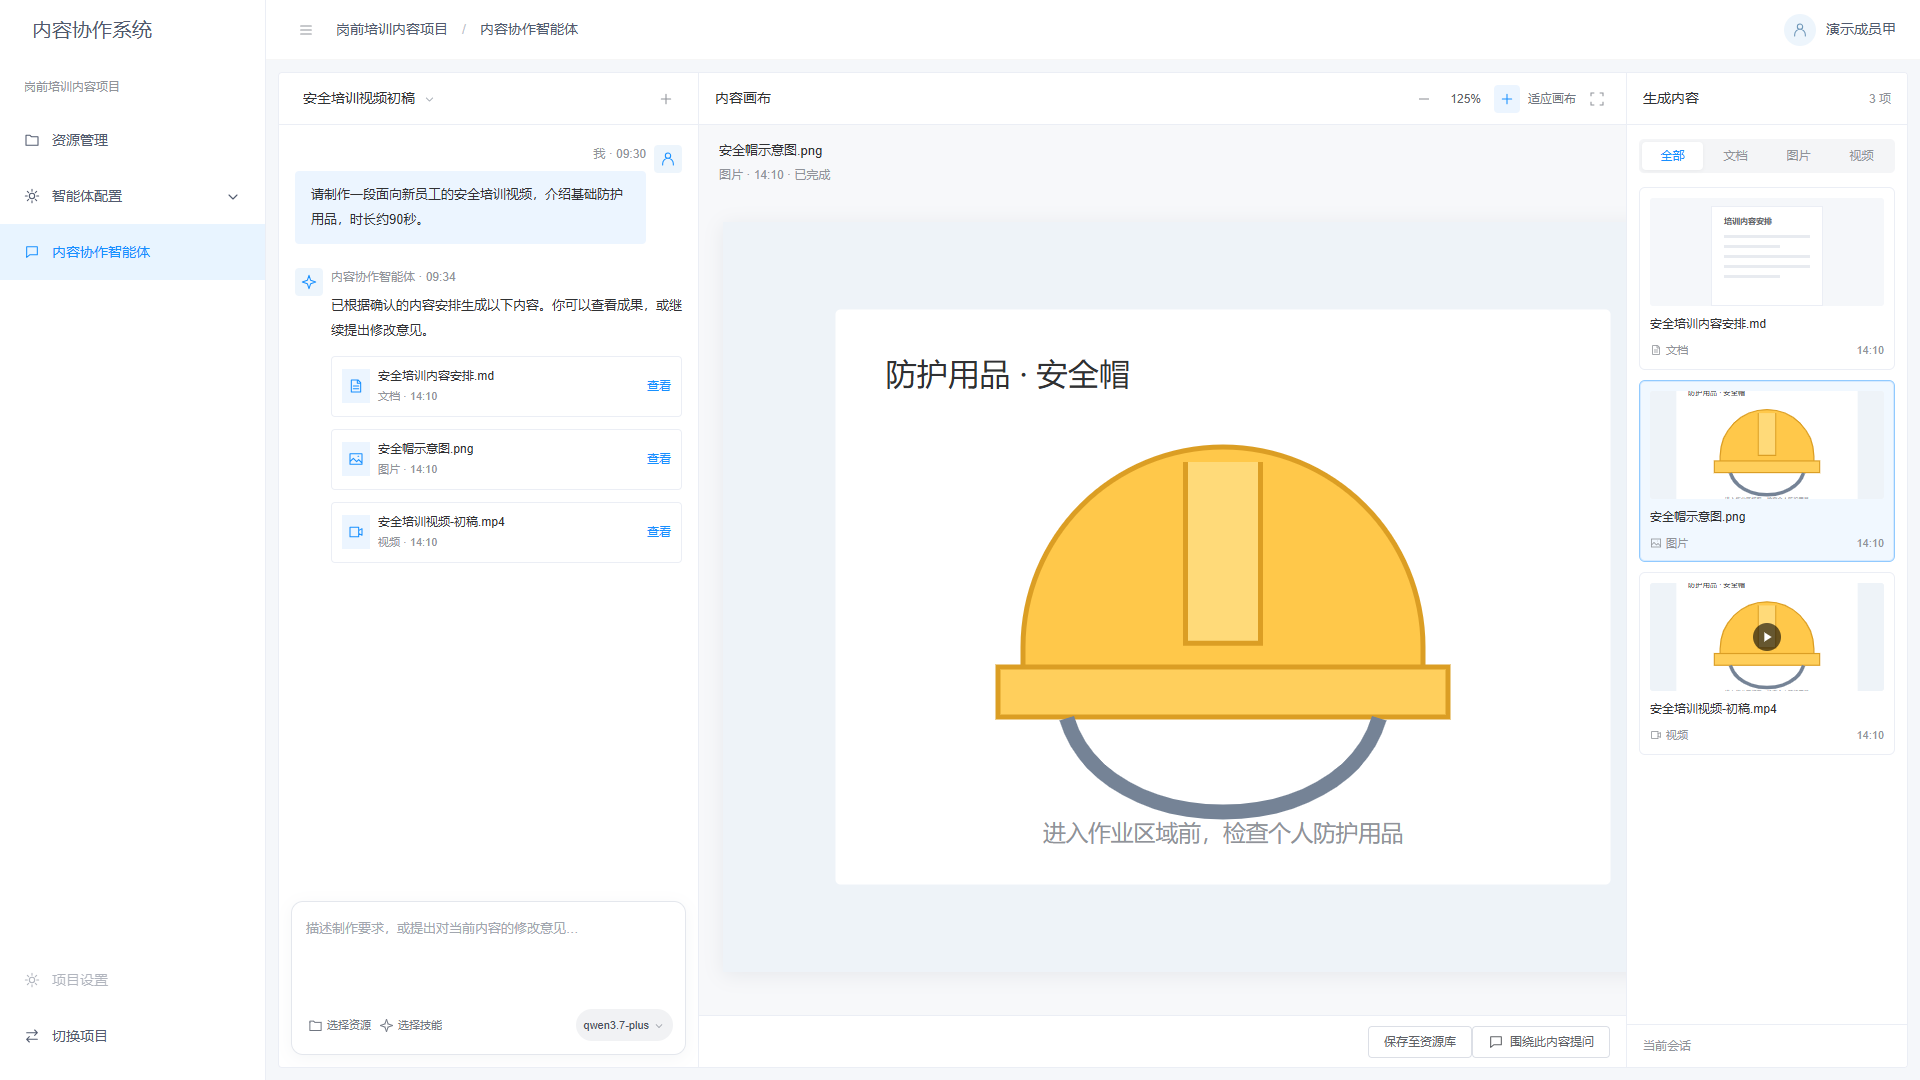 内容协作系统
岗前培训内容项目
资源管理
智能体配置
内容协作智能体
项目设置
切换项目
岗前培训内容项目 / 内容协作智能体
演示成员甲
安全培训视频初稿
我 · 09:30
请制作一段面向新员工的安全培训视频，介绍基础防护
用品，时长约90秒。
内容协作智能体 · 09:34
已根据确认的内容安排生成以下内容。你可以查看成果，或继
续提出修改意见。
安全培训内容安排.md
文档 · 14:10
查看
安全帽示意图.png
图片 · 14:10
查看
安全培训视频-初稿.mp4
视频 · 14:10
查看
描述制作要求，或提出对当前内容的修改意见...
选择资源
选择技能
qwen3.7-plus
内容画布
125%
适应画布
安全帽示意图.png
图片 · 14:10 · 已完成
防护用品 · 安全帽
进入作业区域前，检查个人防护用品
保存至资源库
围绕此内容提问
生成内容
3 项
全部
文档
图片
视频
培训内容安排
安全培训内容安排.md
文档
14:10
防护用品 · 安全帽
安全帽示意图.png
图片
14:10
防护用品 · 安全帽
安全培训视频-初稿.mp4
视频
14:10
当前会话